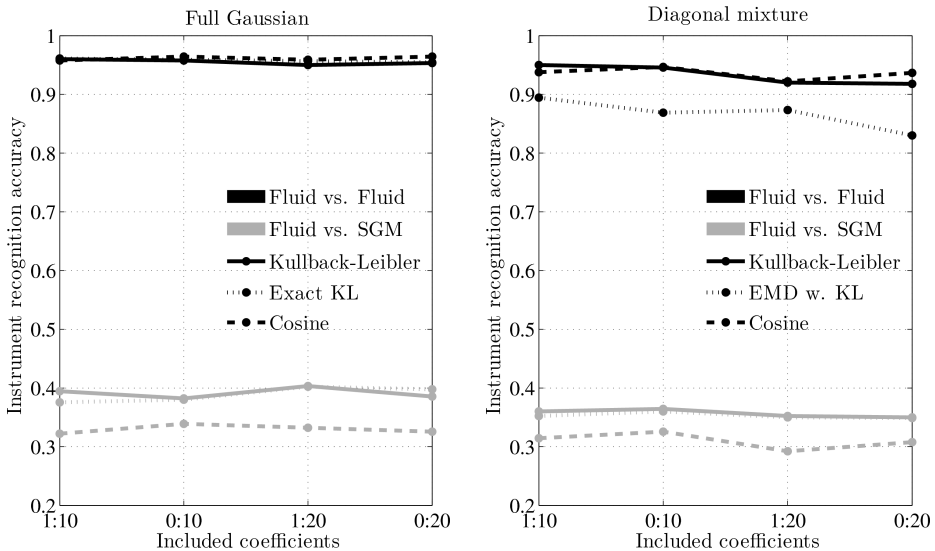 Full Gaussian
Instrument recognition accuracy
1
0.9
0.8
0.7
0.6
0.5
0.4
0.3
0.2
Fluid vs. Fluid
Fluid vs. SGM
Kullback-Leibler
Exact KL
Cosine
1:10 0:10 1:20 0:20
Included coefficients
Diagonal mixture
Instrument recognition accuracy
1
0.9
0.8
0.7
0.6
0.5
0.4
0.3
0.2
Fluid vs. Fluid
Fluid vs. SGM
Kullback-Leibler
EMD w. KL
Cosine
1:10 0:10 1:20 0:20
Included coefficients